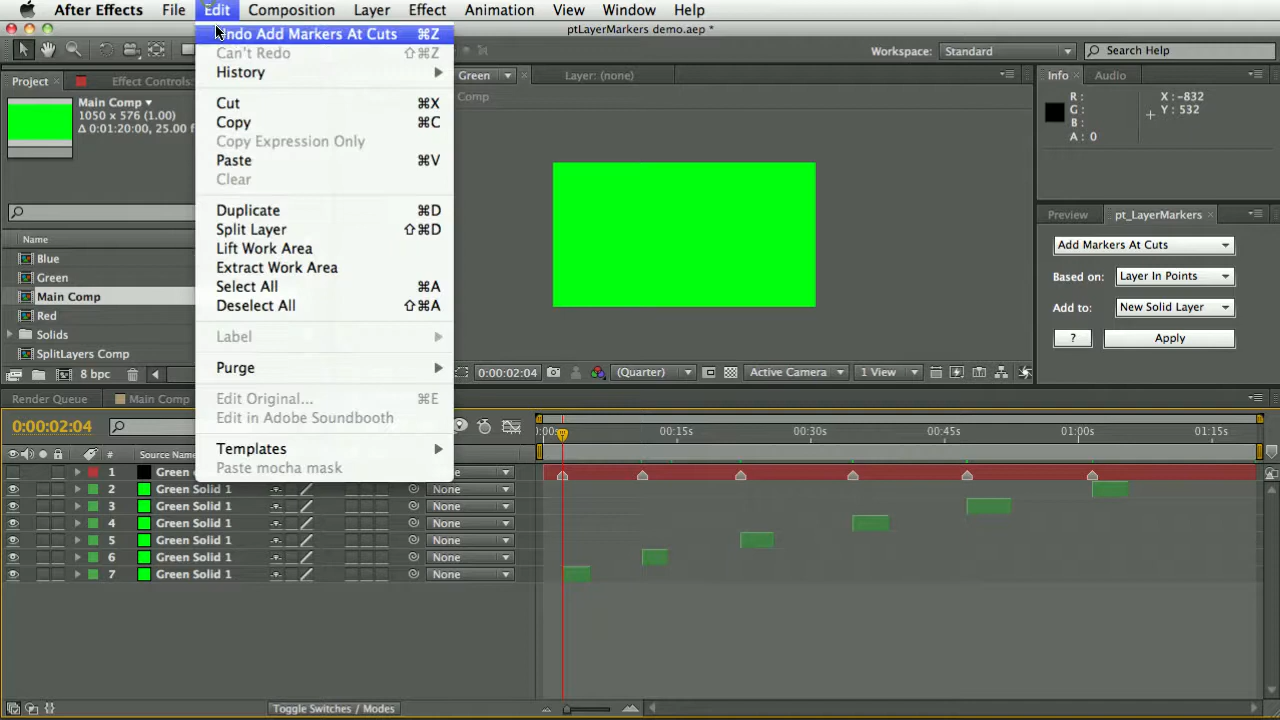 After Effects File Edit Composition Layer Effect Animation View Window Help
ptLayerMarkers demo.aep *
Workspace: Standard Search Help
Undo Add Markers At Cuts ⌘Z
Can't Redo ⇧⌘Z
History
Cut ⌘X
Copy ⌘C
Copy Expression Only
Paste ⌘V
Clear
Duplicate ⌘D
Split Layer ⇧⌘D
Lift Work Area
Extract Work Area
Select All ⌘A
Deselect All ⇧⌘A
Label
Purge
Edit Original... ⌘E
Edit in Adobe Soundbooth
Templates
Paste mocha mask
Project Effect Controls:
Main Comp
1050 x 576 (1.00)
Δ 0:01:20:00, 25.00 f
Name
Blue
Green
Main Comp
Red
Solids
SplitLayers Comp
8 bpc
Green Layer: (none)
Comp
0:00:02:04 (Quarter) Active Camera 1 View
Info Audio
R: X : -832
G: Y : 532
B:
A : 0
Preview pt_LayerMarkers
Add Markers At Cuts
Based on: Layer In Points
Add to: New Solid Layer
? Apply
Render Queue Main Comp
0:00:02:04
:00s 00:15s 00:30s 00:45s 01:00s 01:15s
# Source Name
1 Green
2 Green Solid 1 None
3 Green Solid 1 None
4 Green Solid 1 None
5 Green Solid 1 None
6 Green Solid 1 None
7 Green Solid 1 None
Toggle Switches / Modes